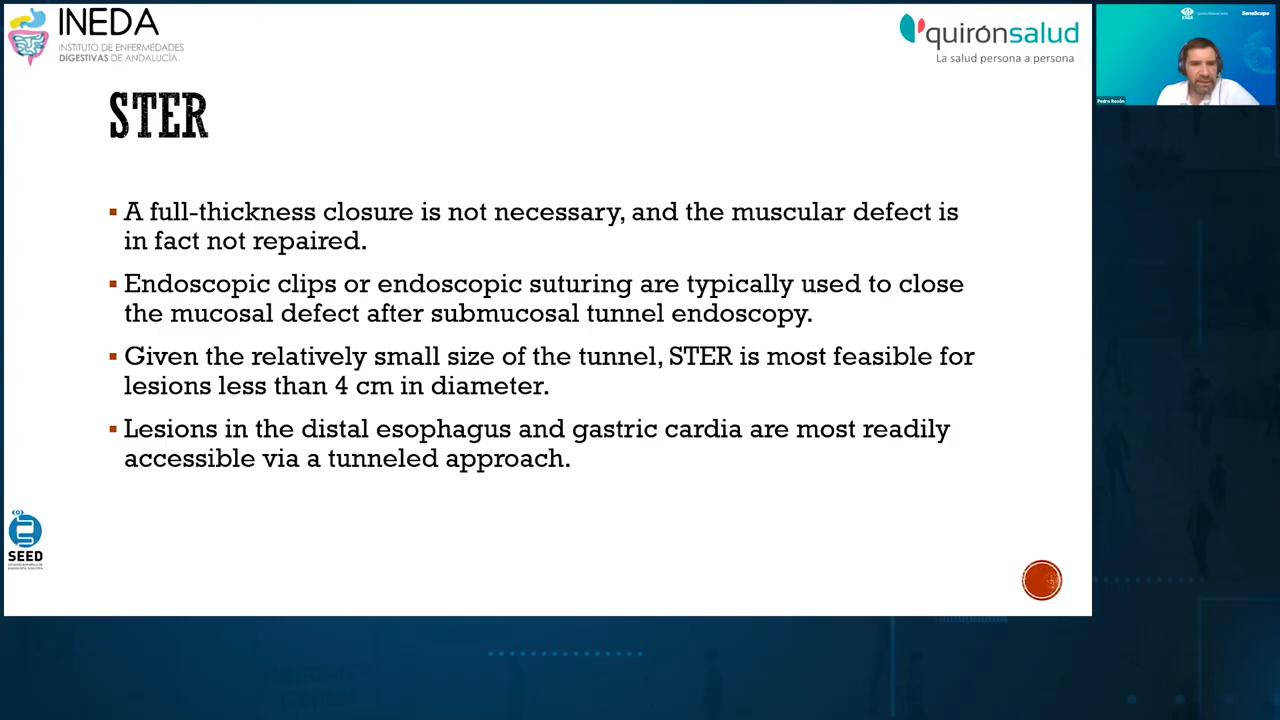 INEDA
INSTITUTO DE ENFERMEDADES
DIGESTIVAS DE ANDALUCÍA.
quirónsalud
La salud persona a persona
STER
A full-thickness closure is not necessary, and the muscular defect is
in fact not repaired.
Endoscopic clips or endoscopic suturing are typically used to close
the mucosal defect after submucosal tunnel endoscopy.
Given the relatively small size of the tunnel, STER is most feasible for
lesions less than 4 cm in diameter.
Lesions in the distal esophagus and gastric cardia are most readily
accessible via a tunneled approach.
SEED
ESGE
SonoScape
Pedro Rosón